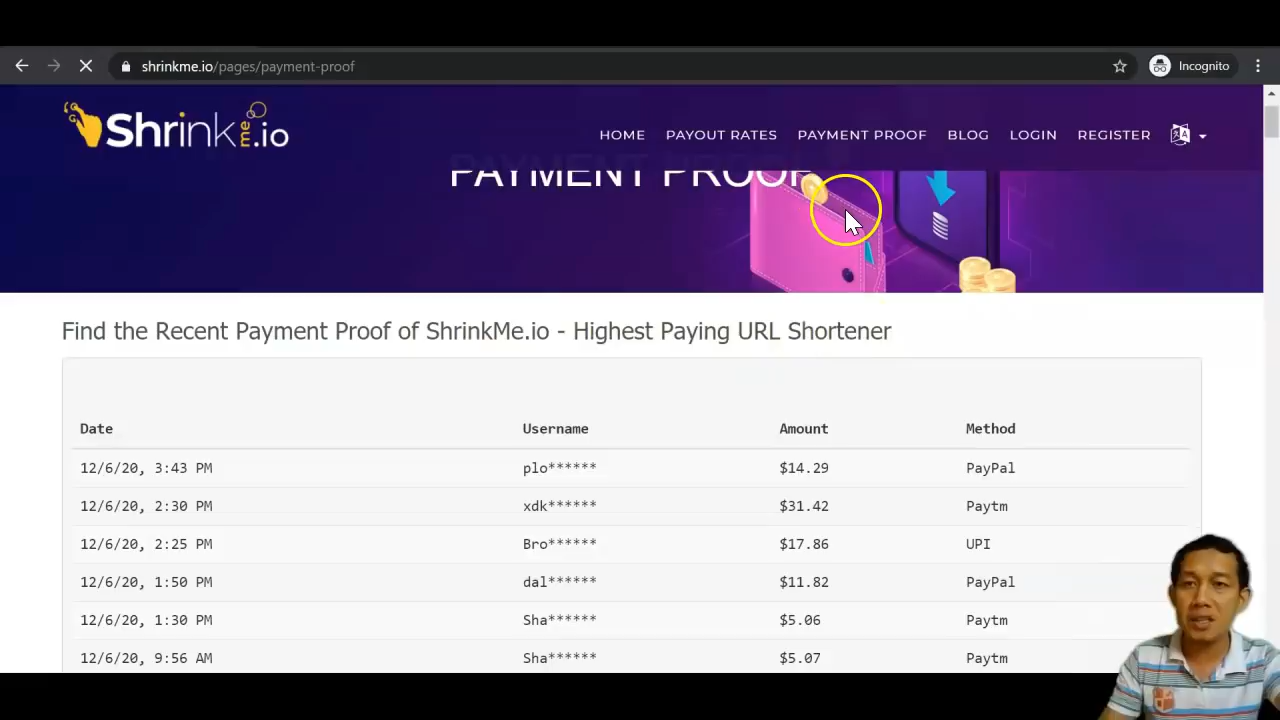 shrinkme.io/pages/payment-proof
Incognito
Shrinkme.io
HOME PAYOUT RATES PAYMENT PROOF BLOG LOGIN REGISTER
PAYMENT PROOF
Find the Recent Payment Proof of ShrinkMe.io - Highest Paying URL Shortener
Date Username Amount Method
12/6/20, 3:43 PM plo****** $14.29 PayPal
12/6/20, 2:30 PM xdk****** $31.42 Paytm
12/6/20, 2:25 PM Bro****** $17.86 UPI
12/6/20, 1:50 PM dal****** $11.82 PayPal
12/6/20, 1:30 PM Sha****** $5.06 Paytm
12/6/20, 9:56 AM Sha****** $5.07 Paytm